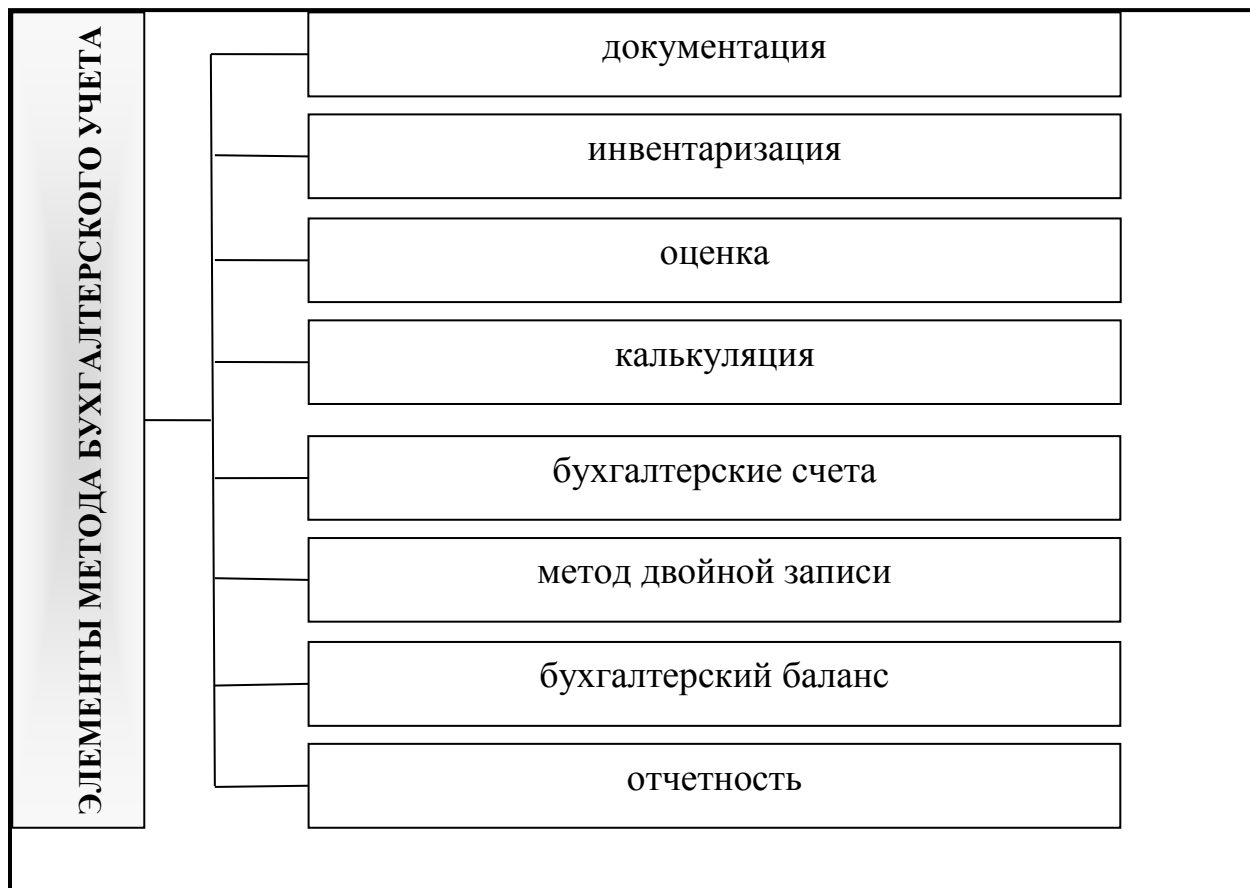 ЭЛЕМЕНТЫ МЕТОДА БУХГАЛТЕРСКОГО УЧЕТА
документация
инвентаризация
оценка
калькуляция
бухгалтерские счета
метод двойной записи
бухгалтерский баланс
отчетность